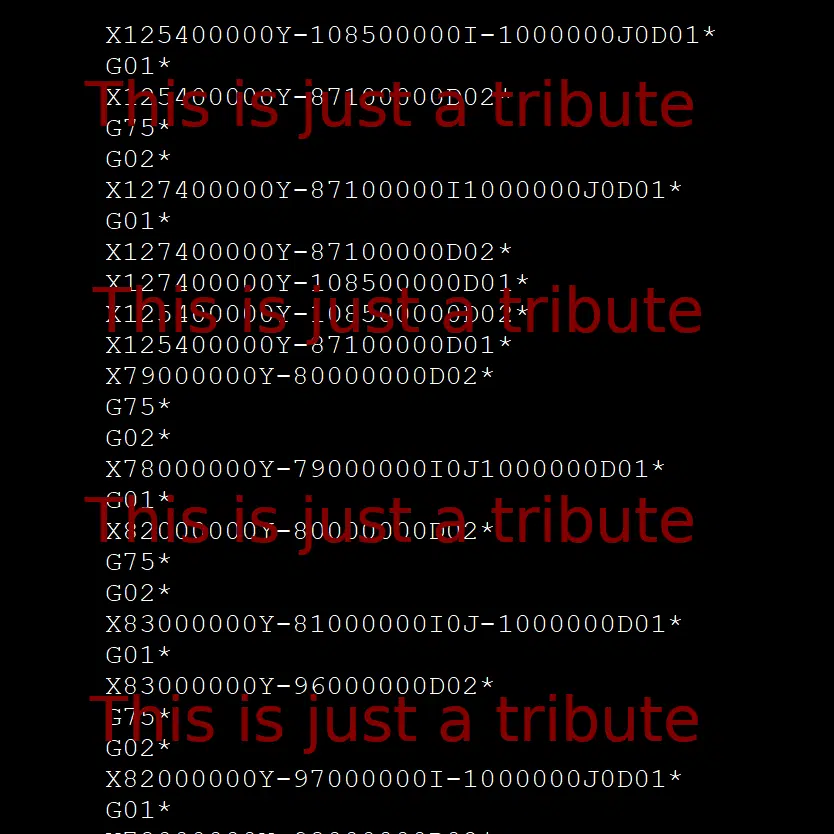 X125400000Y-108500000I-1000000J0D01*
G01*
X125400000Y-87100000D02*
This is just a tribute
G75*
G02*
X127400000Y-87100000I1000000J0D01*
G01*
X127400000Y-87100000D02*
X127400000Y-108500000D01*
This is just a tribute
X125400000Y-108500000D02*
X125400000Y-87100000D01*
X79000000Y-80000000D02*
G75*
G02*
X78000000Y-79000000I0J1000000D01*
G01*
This is just a tribute
X82000000Y-80000000D02*
G75*
G02*
X83000000Y-81000000I0J-1000000D01*
G01*
X83000000Y-96000000D02*
This is just a tribute
G75*
G02*
X82000000Y-97000000I-1000000J0D01*
G01*